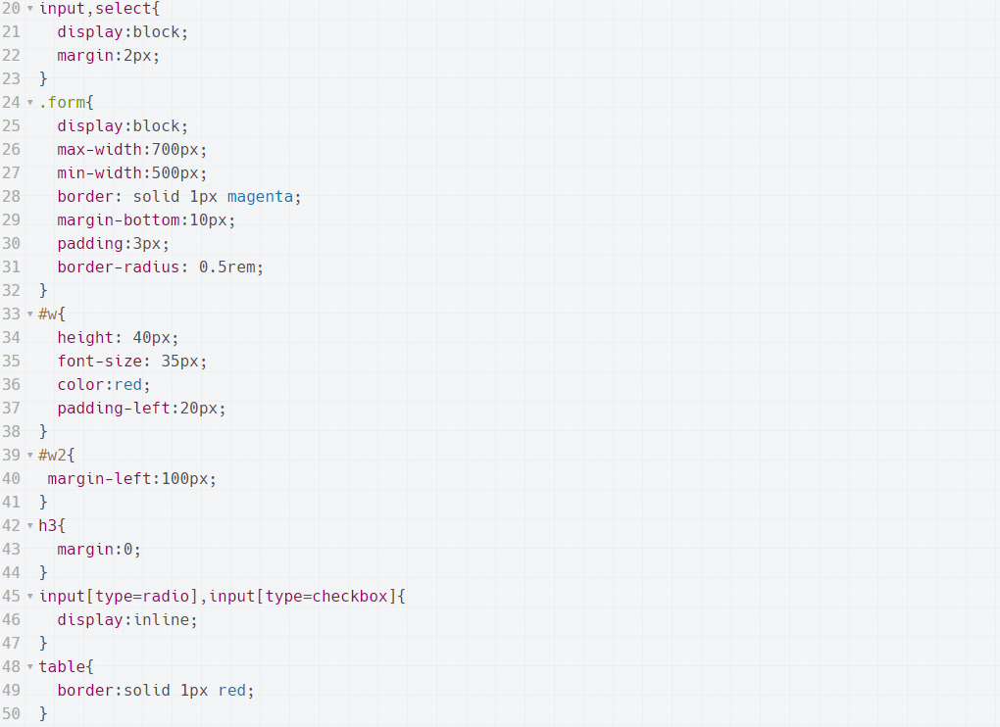 20 input,select{
21 display:block;
22 margin:2px;
23 }
24 .form{
25 display:block;
26 max-width:700px;
27 min-width:500px;
28 border: solid 1px magenta;
29 margin-bottom:10px;
30 padding:3px;
31 border-radius: 0.5rem;
32 }
33 #w{
34 height: 40px;
35 font-size: 35px;
36 color:red;
37 padding-left:20px;
38 }
39 #w2{
40 margin-left:100px;
41 }
42 h3{
43 margin:0;
44 }
45 input[type=radio],input[type=checkbox]{
46 display:inline;
47 }
48 table{
49 border:solid 1px red;
50 }